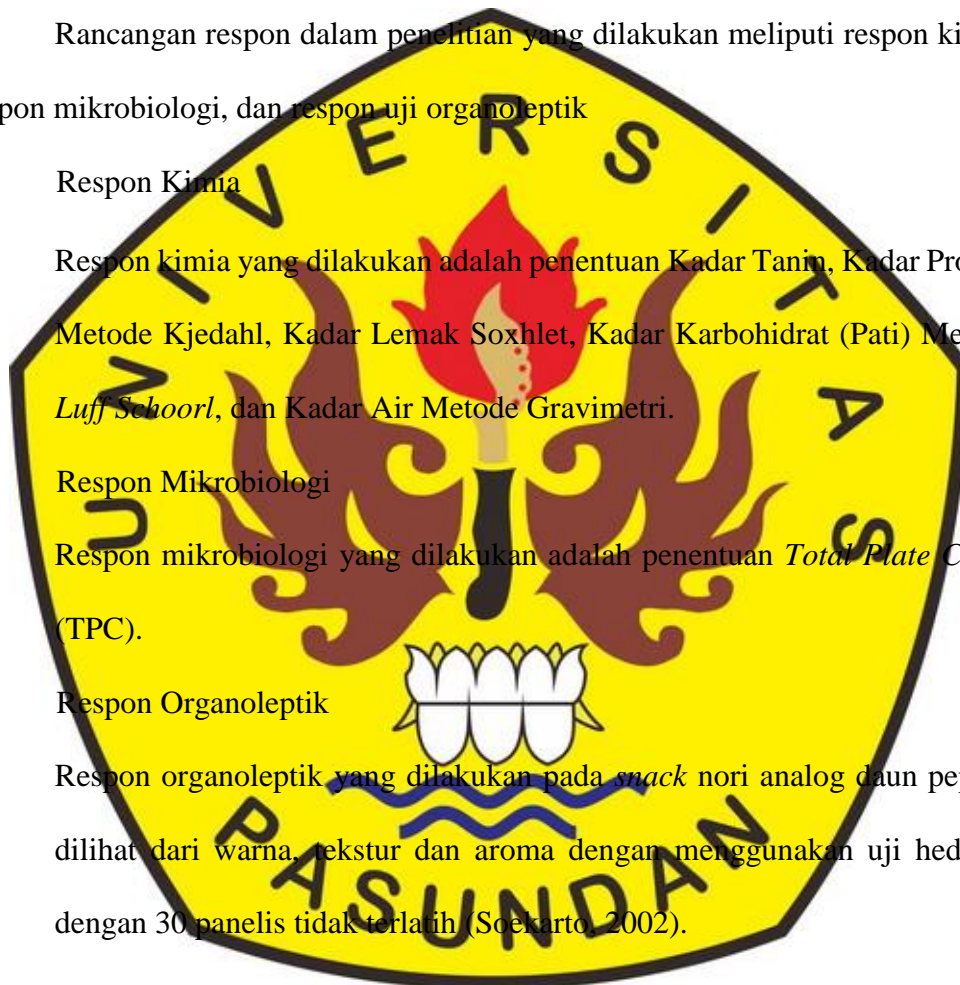 Rancangan respon dalam penelitian yang dilakukan meliputi respon ki
pon mikrobiologi, dan respon uji organoleptik
Respon Kimia
Respon kimia yang dilakukan adalah penentuan Kadar Tanin, Kadar Pro
Metode Kjedahl, Kadar Lemak Soxhlet, Kadar Karbohidrat (Pati) Me
Luff Schoorl, dan Kadar Air Metode Gravimetri.
Respon Mikrobiologi
Respon mikrobiologi yang dilakukan adalah penentuan Total Plate C
(TPC).
Respon Organoleptik
Respon organoleptik yang dilakukan pada snack nori analog daun pep
dilihat dari warna, tekstur dan aroma dengan menggunakan uji hed
dengan 30 panelis tidak terlatih (Soekarto, 2002).
UNIVERSITAS
PASUNDAN